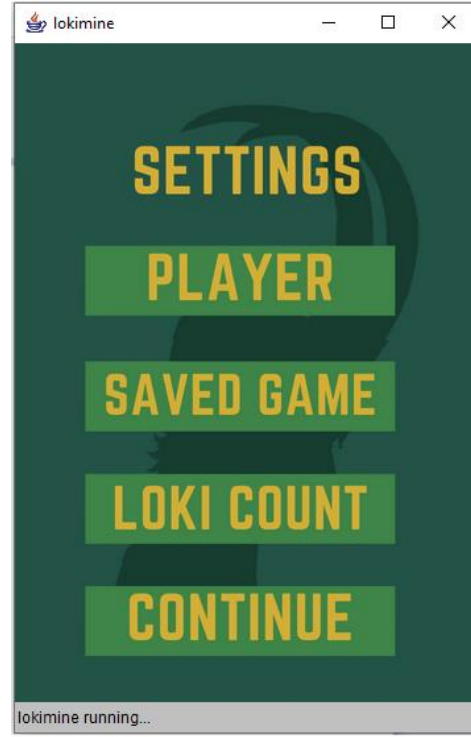 lokimine
SETTINGS
PLAYER
SAVED GAME
LOKI COUNT
CONTINUE
lokimine running...